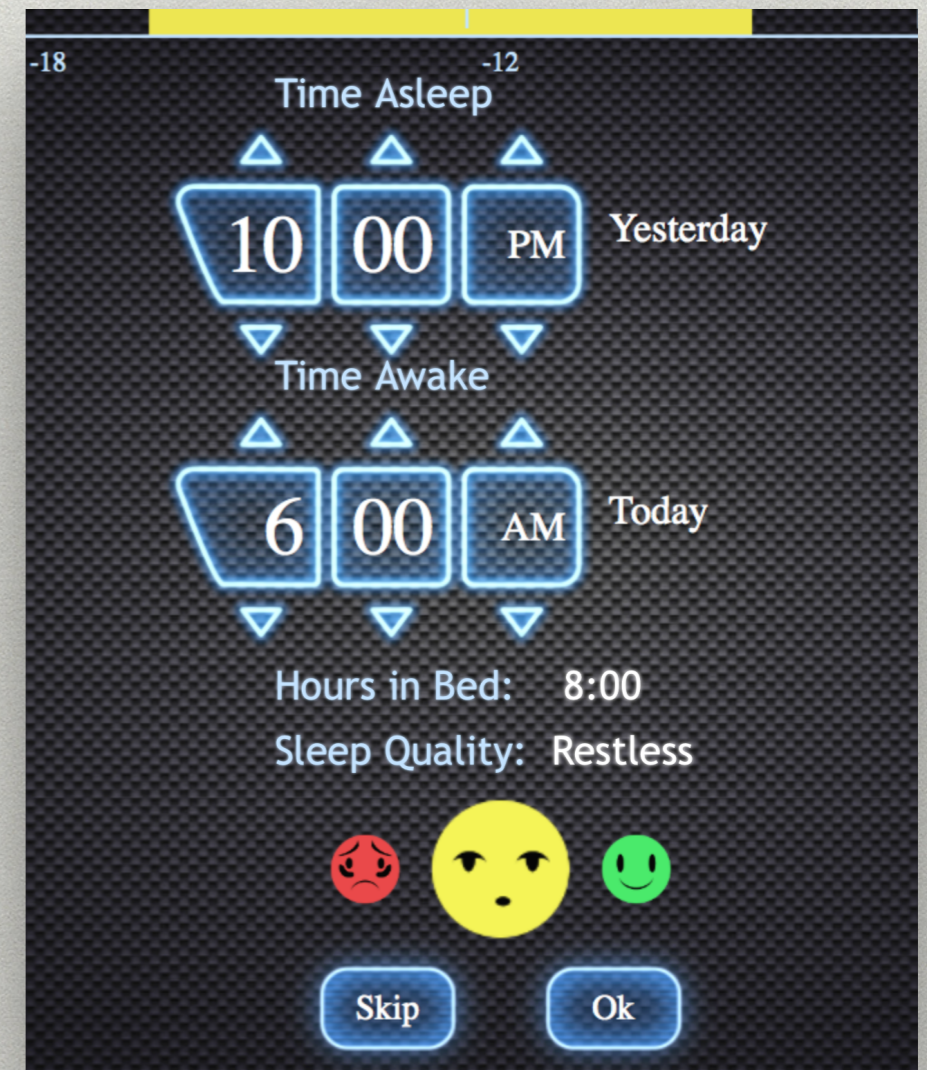 -18 -12
Time Asleep
10 00 PM Yesterday
Time Awake
6 00 AM Today
Hours in Bed: 8:00
Sleep Quality: Restless
Skip Ok